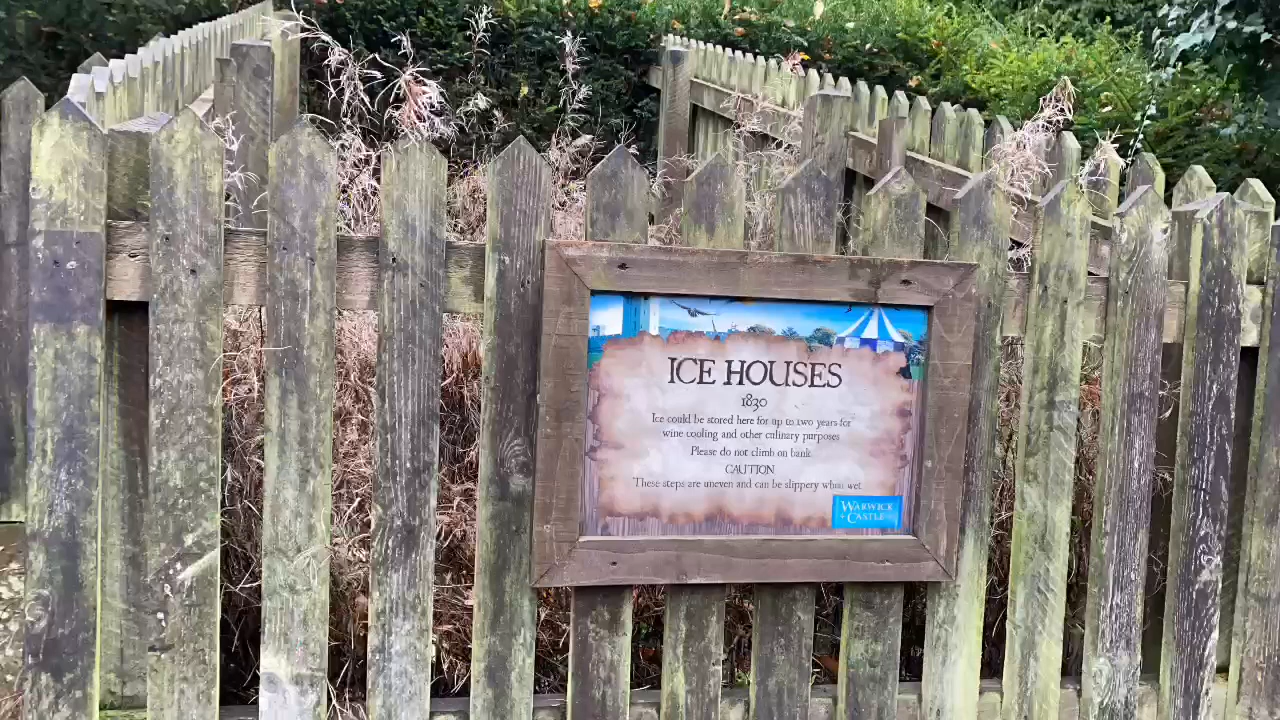 ICE HOUSES
1830
Ice could be stored here for up to two years for
wine cooling and other culinary purposes
Please do not climb on bank
CAUTION
These steps are uneven and can be slippery when wet
WARWICK
CASTLE